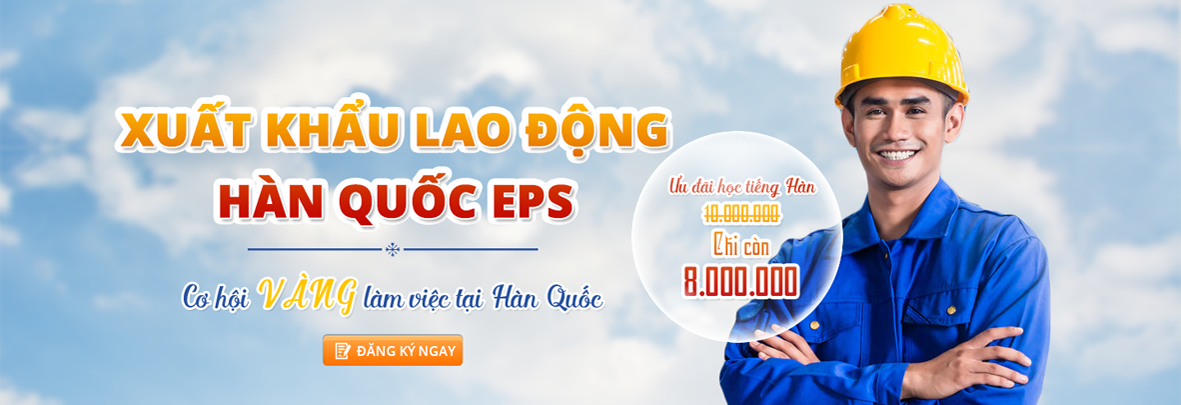 XUẤT KHẨU LAO ĐỘNG
HÀN QUỐC EPS
Cơ hội VÀNG làm việc tại Hàn Quốc
ĐĂNG KÝ NGAY
Ưu đãi học tiếng Hàn
10.000.000
Chỉ còn
8.000.000